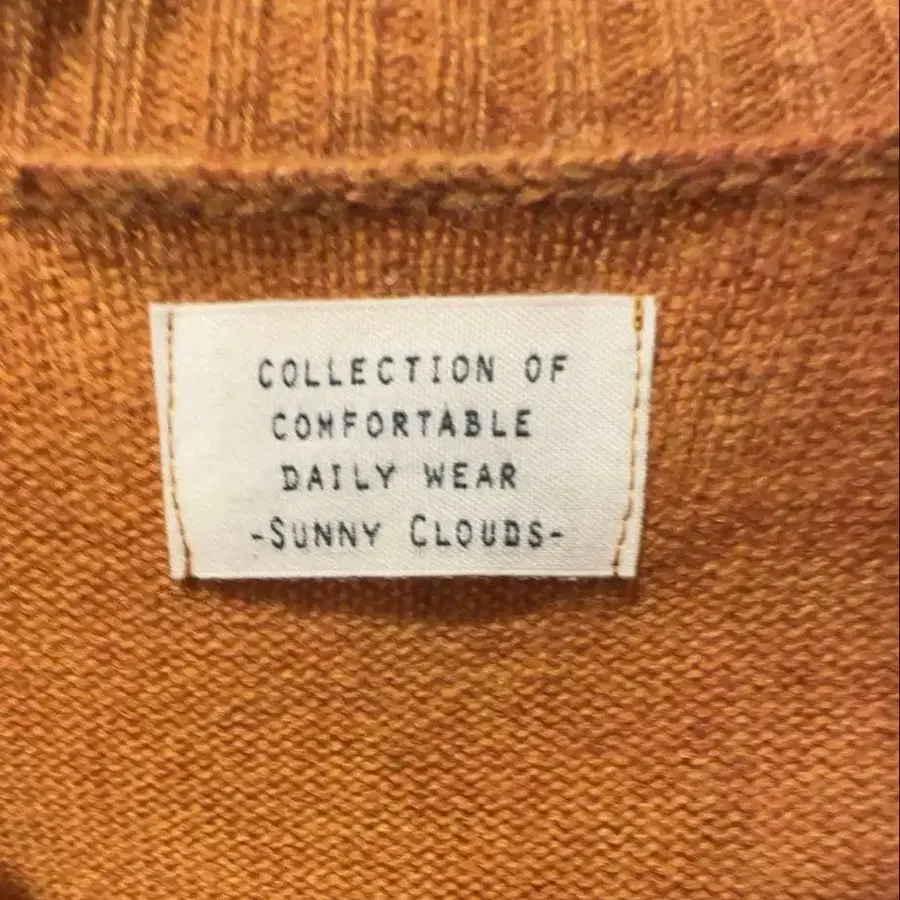 COLLECTION OF
COMFORTABLE
DAILY WEAR
-SUNNY CLOUDS-